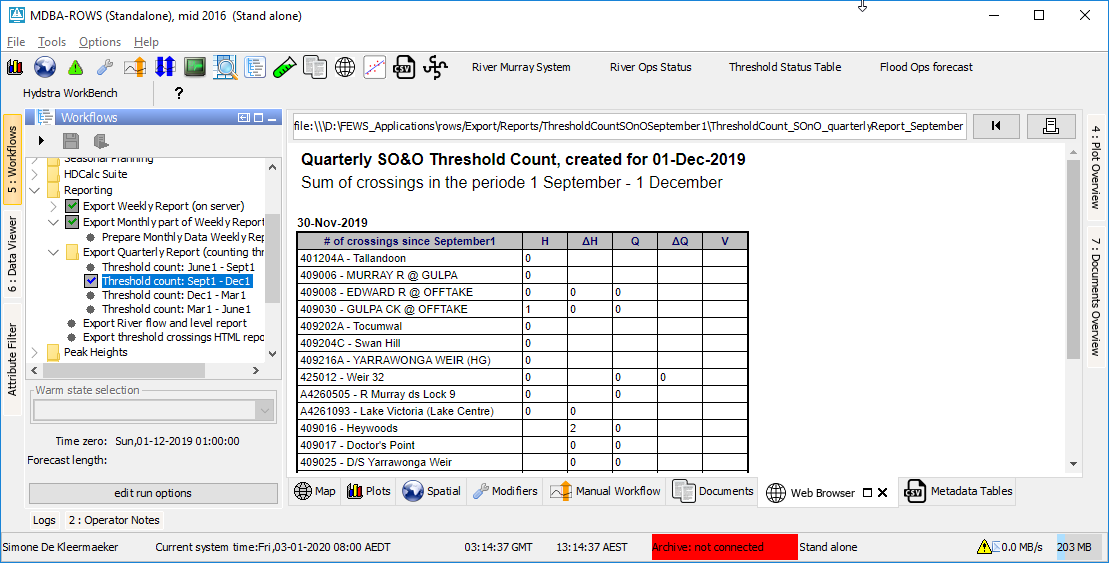 MDBA-ROWS (Standalone), mid 2016 (Stand alone)
File Tools Options Help
CSV River Murray System River Ops Status Threshold Status Table Flood Ops forecast
Hydstra WorkBench ?
5 : Workflows
6 : Data Viewer
Attribute Filter
Workflows
Seasonal Planning
HDCalc Suite
Reporting
Export Weekly Report (on server)
Export Monthly part of Weekly Report
Prepare Monthly Data Weekly Rep
Export Quarterly Report (counting thr
Threshold count: June1 - Sept1
Threshold count: Sept1 - Dec1
Threshold count: Dec1 - Mar1
Threshold count: Mar1 - June1
Export River flow and level report
Export threshold crossings HTML repo
Peak Heights
Warm state selection
Time zero: Sun,01-12-2019 01:00:00
Forecast length:
edit run options
file:\\\D:\FEWS_Applications\rows/Export/Reports/ThresholdCountSOnOSeptember1\ThresholdCount_SOnO_quarterlyReport_September
Quarterly SO&O Threshold Count, created for 01-Dec-2019
Sum of crossings in the periode 1 September - 1 December
30-Nov-2019
# of crossings since September1 H ΔH Q ΔQ V
401204A - Tallandoon 0
409006 - MURRAY R @ GULPA 0
409008 - EDWARD R @ OFFTAKE 0 0 0
409030 - GULPA CK @ OFFTAKE 1 0 0
409202A - Tocumwal 0
409204C - Swan Hill 0
409216A - YARRAWONGA WEIR (HG) 0
425012 - Weir 32 0 0 0
A4260505 - R Murray ds Lock 9 0 0
A4261093 - Lake Victoria (Lake Centre) 0 0
409016 - Heywoods 2 0
409017 - Doctor's Point 0 0
409025 - D/S Yarrawonga Weir 0 0
4 : Plot Overview
7 : Documents Overview
Map Plots Spatial Modifiers Manual Workflow Documents Web Browser CSV Metadata Tables
Logs 2 : Operator Notes
Simone De Kleermaeker Current system time:Fri,03-01-2020 08:00 AEDT 03:14:37 GMT 13:14:37 AEST Archive: not connected Stand alone 0.0 MB/s 203 MB